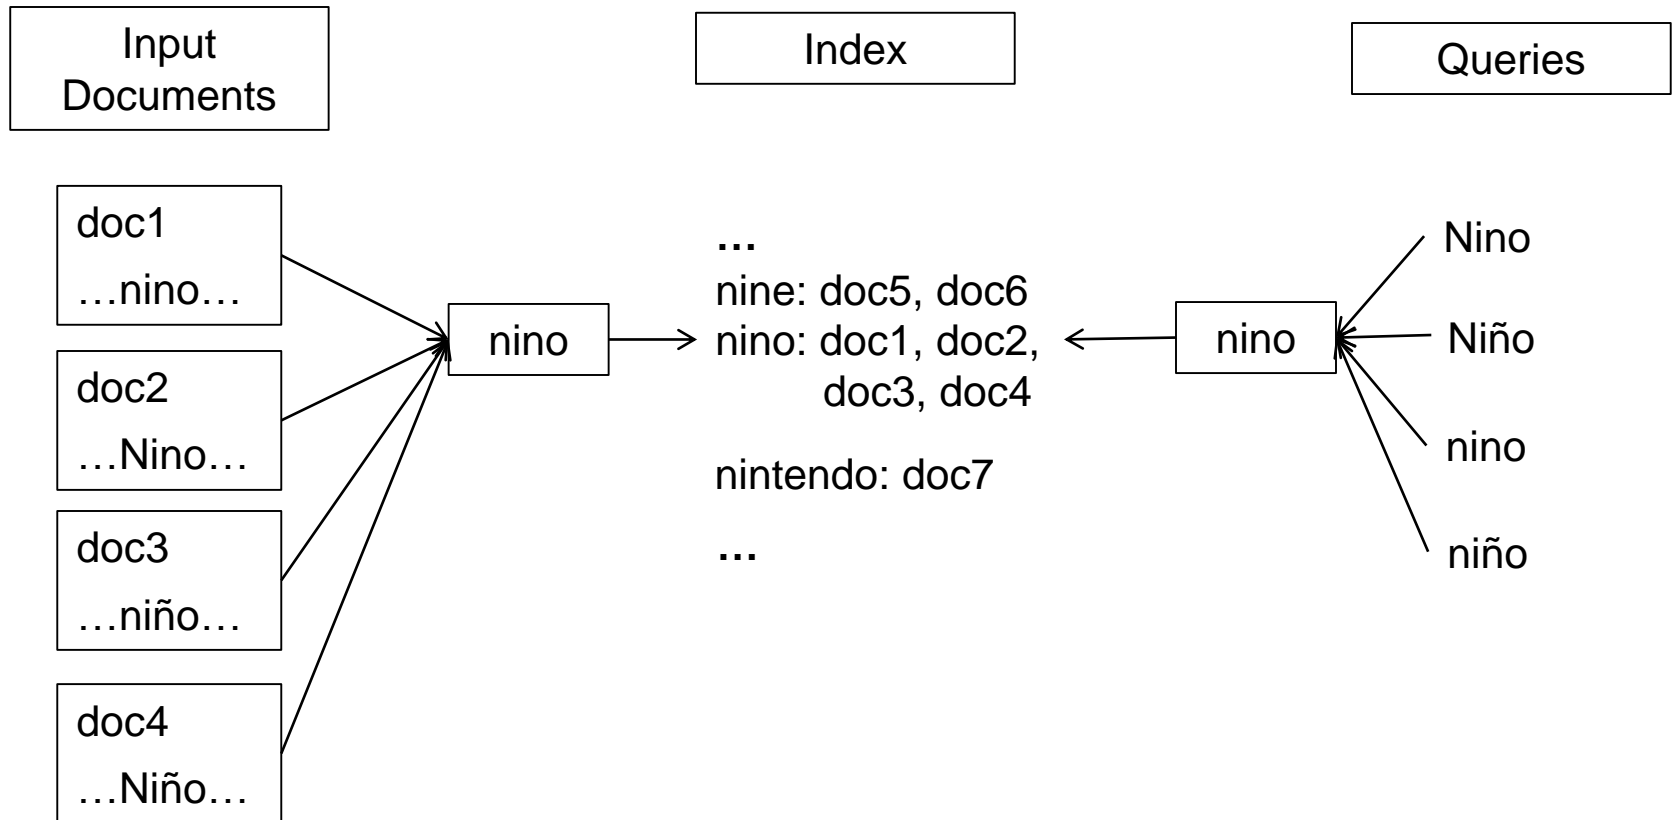 Input
Documents
Index
Queries
doc1
…nino…
doc2
…Nino…
doc3
…niño…
doc4
…Niño…
nino
…
nine: doc5, doc6
nino: doc1, doc2,
doc3, doc4
nintendo: doc7
…
nino
Nino
Niño
nino
niño